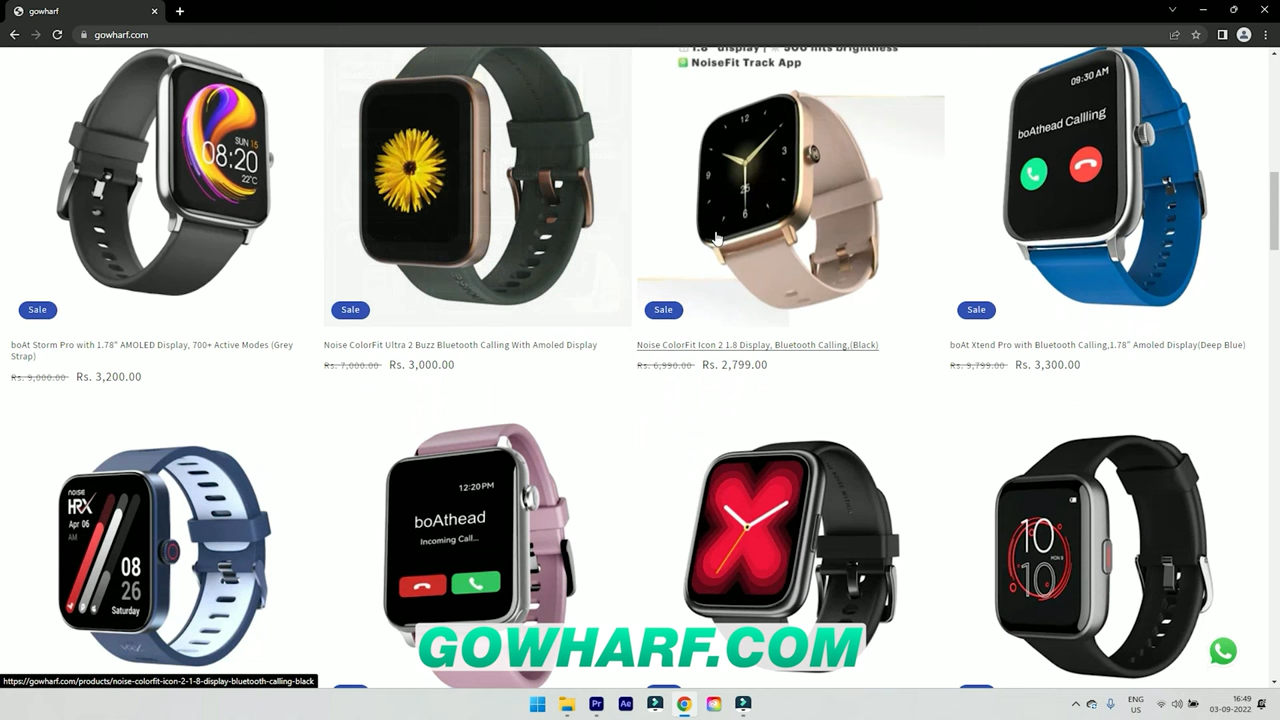 gowharf
gowharf.com
1.8" display | 500 nits brightness
NoiseFit Track App
SUN 15
08:20
22°C
12
3
6
9
25
09:30 AM
boAthead Callling
Sale
Sale
Sale
Sale
boAt Storm Pro with 1.78" AMOLED Display, 700+ Active Modes (Grey
Strap)
Rs. 9,000.00 Rs. 3,200.00
Noise ColorFit Ultra 2 Buzz Bluetooth Calling With Amoled Display
Rs. 7,000.00 Rs. 3,000.00
Noise ColorFit Icon 2 1.8 Display, Bluetooth Calling,(Black)
Rs. 6,990.00 Rs. 2,799.00
boAt Xtend Pro with Bluetooth Calling,1.78" Amoled Display(Deep Blue)
Rs. 9,799.00 Rs. 3,300.00
noise
HRX
Apr 06
AM
08
26
Saturday
12:20PM
boAthead
Incoming Call...
10
10
GOWHARF.COM
https://gowharf.com/products/noise-colorfit-icon-2-1-8-display-bluetooth-calling-black
Pr
Ae
ENG
US
16:49
03-09-2022